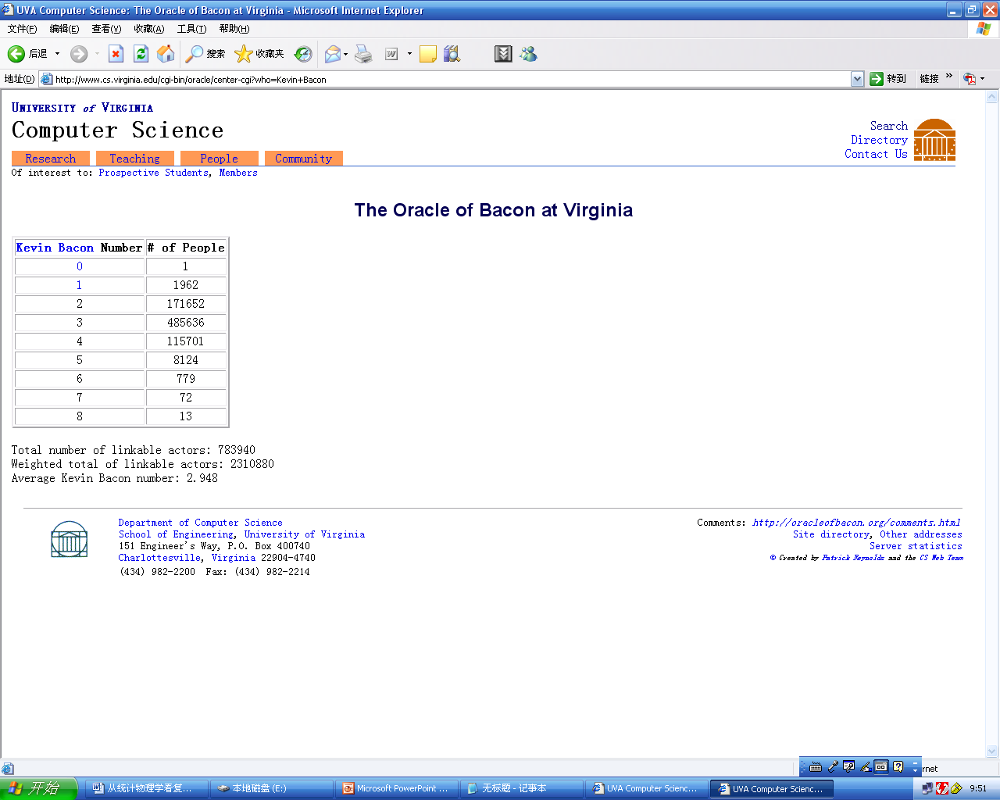 UVA Computer Science: The Oracle of Bacon at Virginia - Microsoft Internet Explorer
文件(F) 编辑(E) 查看(V) 收藏(A) 工具(T) 帮助(H)
后退 搜索 收藏夹
地址(D) http://www.cs.virginia.edu/cgi-bin/oracle/center-cgi?who=Kevin+Bacon 转到 链接 »
UNIVERSITY of VIRGINIA
Computer Science
Search
Directory
Contact Us
Research Teaching People Community
Of interest to: Prospective Students, Members
The Oracle of Bacon at Virginia
Kevin Bacon Number # of People
0 1
1 1962
2 171652
3 485636
4 115701
5 8124
6 779
7 72
8 13
Total number of linkable actors: 783940
Weighted total of linkable actors: 2310880
Average Kevin Bacon number: 2.948
Department of Computer Science
School of Engineering, University of Virginia
151 Engineer's Way, P.O. Box 400740
Charlottesville, Virginia 22904-4740
(434) 982-2200 Fax: (434) 982-2214
Comments: http://oracleofbacon.org/comments.html
Site directory, Other addresses
Server statistics
© Created by Patrick Reynolds and the CS Web Team
rnet
开始 从统计物理学看复... 本地磁盘 (E:) Microsoft PowerPoint ... 无标题 - 记事本 UVA Computer Scienc... UVA Computer Scienc... 9:51